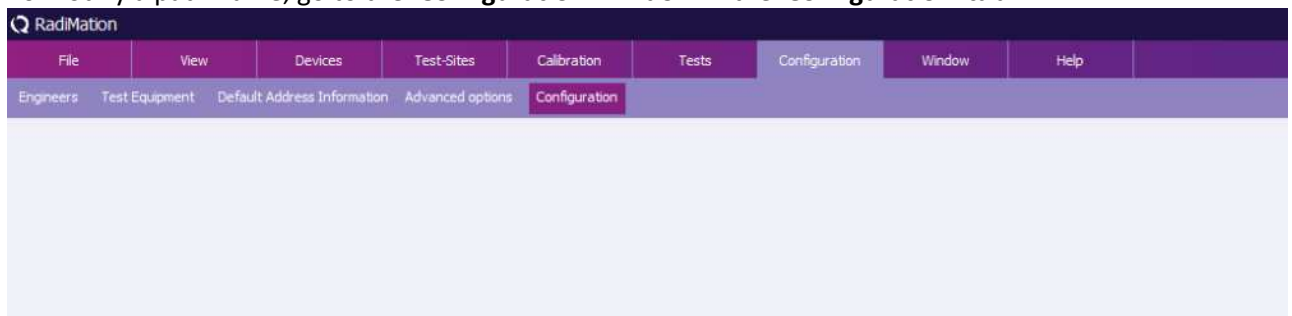 RadiMation
File View Devices Test-Sites Calibration Tests Configuration Window Help
Engineers Test Equipment Default Address Information Advanced options Configuration